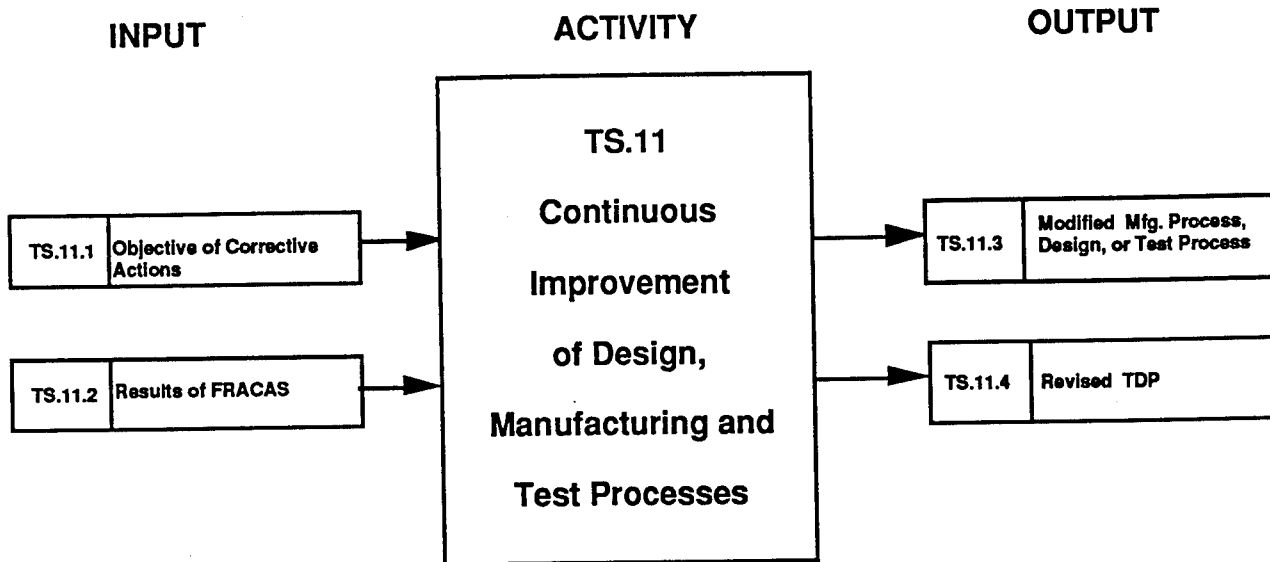 INPUT
ACTIVITY
OUTPUT
TS.11.1
Objective of Corrective
Actions
TS.11.2
Results of FRACAS
TS.11
Continuous
Improvement
of Design,
Manufacturing and
Test Processes
TS.11.3
Modified Mfg. Process,
Design, or Test Process
TS.11.4
Revised TDP